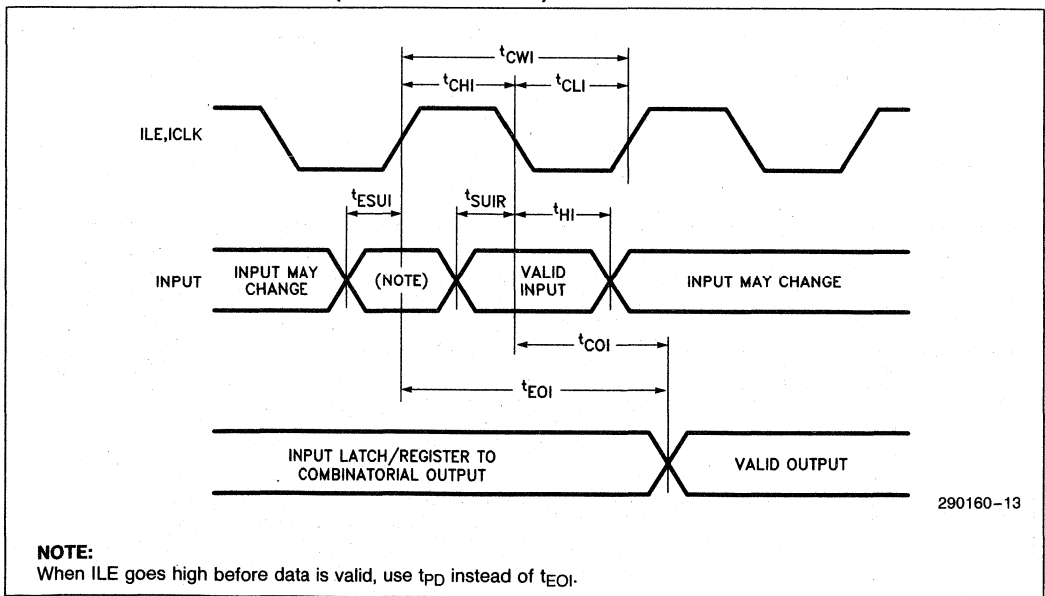 tCWI
tCHI
tCLI
ILE,ICLK
tESUI
tSUIR
tHI
INPUT
INPUT MAY
CHANGE
(NOTE)
VALID
INPUT
INPUT MAY CHANGE
tCOI
tEOI
INPUT LATCH/REGISTER TO
COMBINATORIAL OUTPUT
VALID OUTPUT
290160–13
NOTE:
When ILE goes high before data is valid, use tPD instead of tEOI.